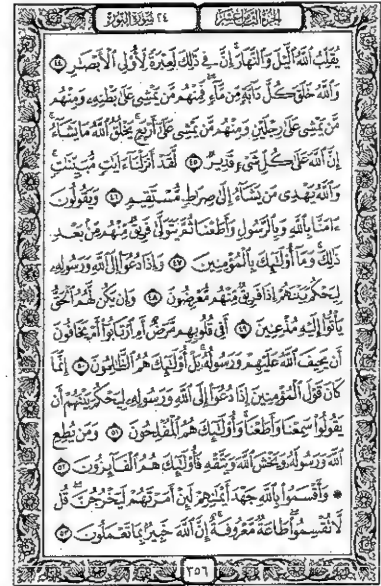 الجزء الثامن عشر ٢٤ سورة النور
يُقَلِّبُ ٱللَّهُ ٱلَّيْلَ وَٱلنَّهَارَۚ إِنَّ فِى ذَٰلِكَ لَعِبْرَةً لِّأُو۟لِى ٱلْأَبْصَٰرِ ٤٤
وَٱللَّهُ خَلَقَ كُلَّ دَآبَّةٍ مِّن مَّآءٍۖ فَمِنْهُم مَّن يَمْشِى عَلَىٰ بَطْنِهِۦ وَمِنْهُم
مَّن يَمْشِى عَلَىٰ رِجْلَيْنِ وَمِنْهُم مَّن يَمْشِى عَلَىٰٓ أَرْبَعٍۚ يَخْلُقُ ٱللَّهُ مَا يَشَآءُۚ
إِنَّ ٱللَّهَ عَلَىٰ كُلِّ شَىْءٍ قَدِيرٌ ٤٥ لَّقَدْ أَنزَلْنَآ ءَايَٰتٍ مُّبَيِّنَٰتٍۚ
وَٱللَّهُ يَهْدِى مَن يَشَآءُ إِلَىٰ صِرَٰطٍ مُّسْتَقِيمٍ ٤٦ وَيَقُولُونَ
ءَامَنَّا بِٱللَّهِ وَبِٱلرَّسُولِ وَأَطَعْنَا ثُمَّ يَتَوَلَّىٰ فَرِيقٌ مِّنْهُم مِّنۢ بَعْدِ
ذَٰلِكَۚ وَمَآ أُو۟لَٰٓئِكَ بِٱلْمُؤْمِنِينَ ٤٧ وَإِذَا دُعُوٓا۟ إِلَى ٱللَّهِ وَرَسُولِهِۦ
لِيَحْكُمَ بَيْنَهُمْ إِذَا فَرِيقٌ مِّنْهُم مُّعْرِضُونَ ٤٨ وَإِن يَكُن لَّهُمُ ٱلْحَقُّ
يَأْتُوٓا۟ إِلَيْهِ مُذْعِنِينَ ٤٩ أَفِى قُلُوبِهِم مَّرَضٌ أَمِ ٱرْتَابُوٓا۟ أَمْ يَخَافُونَ
أَن يَحِيفَ ٱللَّهُ عَلَيْهِمْ وَرَسُولُهُۥۚ بَلْ أُو۟لَٰٓئِكَ هُمُ ٱلظَّٰلِمُونَ ٥٠ إِنَّمَا
كَانَ قَوْلَ ٱلْمُؤْمِنِينَ إِذَا دُعُوٓا۟ إِلَى ٱللَّهِ وَرَسُولِهِۦ لِيَحْكُمَ بَيْنَهُمْ أَن
يَقُولُوا۟ سَمِعْنَا وَأَطَعْنَاۚ وَأُو۟لَٰٓئِكَ هُمُ ٱلْمُفْلِحُونَ ٥١ وَمَن يُطِعِ
ٱللَّهَ وَرَسُولَهُۥ وَيَخْشَ ٱللَّهَ وَيَتَّقْهِ فَأُو۟لَٰٓئِكَ هُمُ ٱلْفَآئِزُونَ ٥٢
۞ وَأَقْسَمُوا۟ بِٱللَّهِ جَهْدَ أَيْمَٰنِهِمْ لَئِنْ أَمَرْتَهُمْ لَيَخْرُجُنَّۖ قُل
لَّا تُقْسِمُوا۟ۖ طَاعَةٌ مَّعْرُوفَةٌۚ إِنَّ ٱللَّهَ خَبِيرٌۢ بِمَا تَعْمَلُونَ ٥٣
٣٥٦